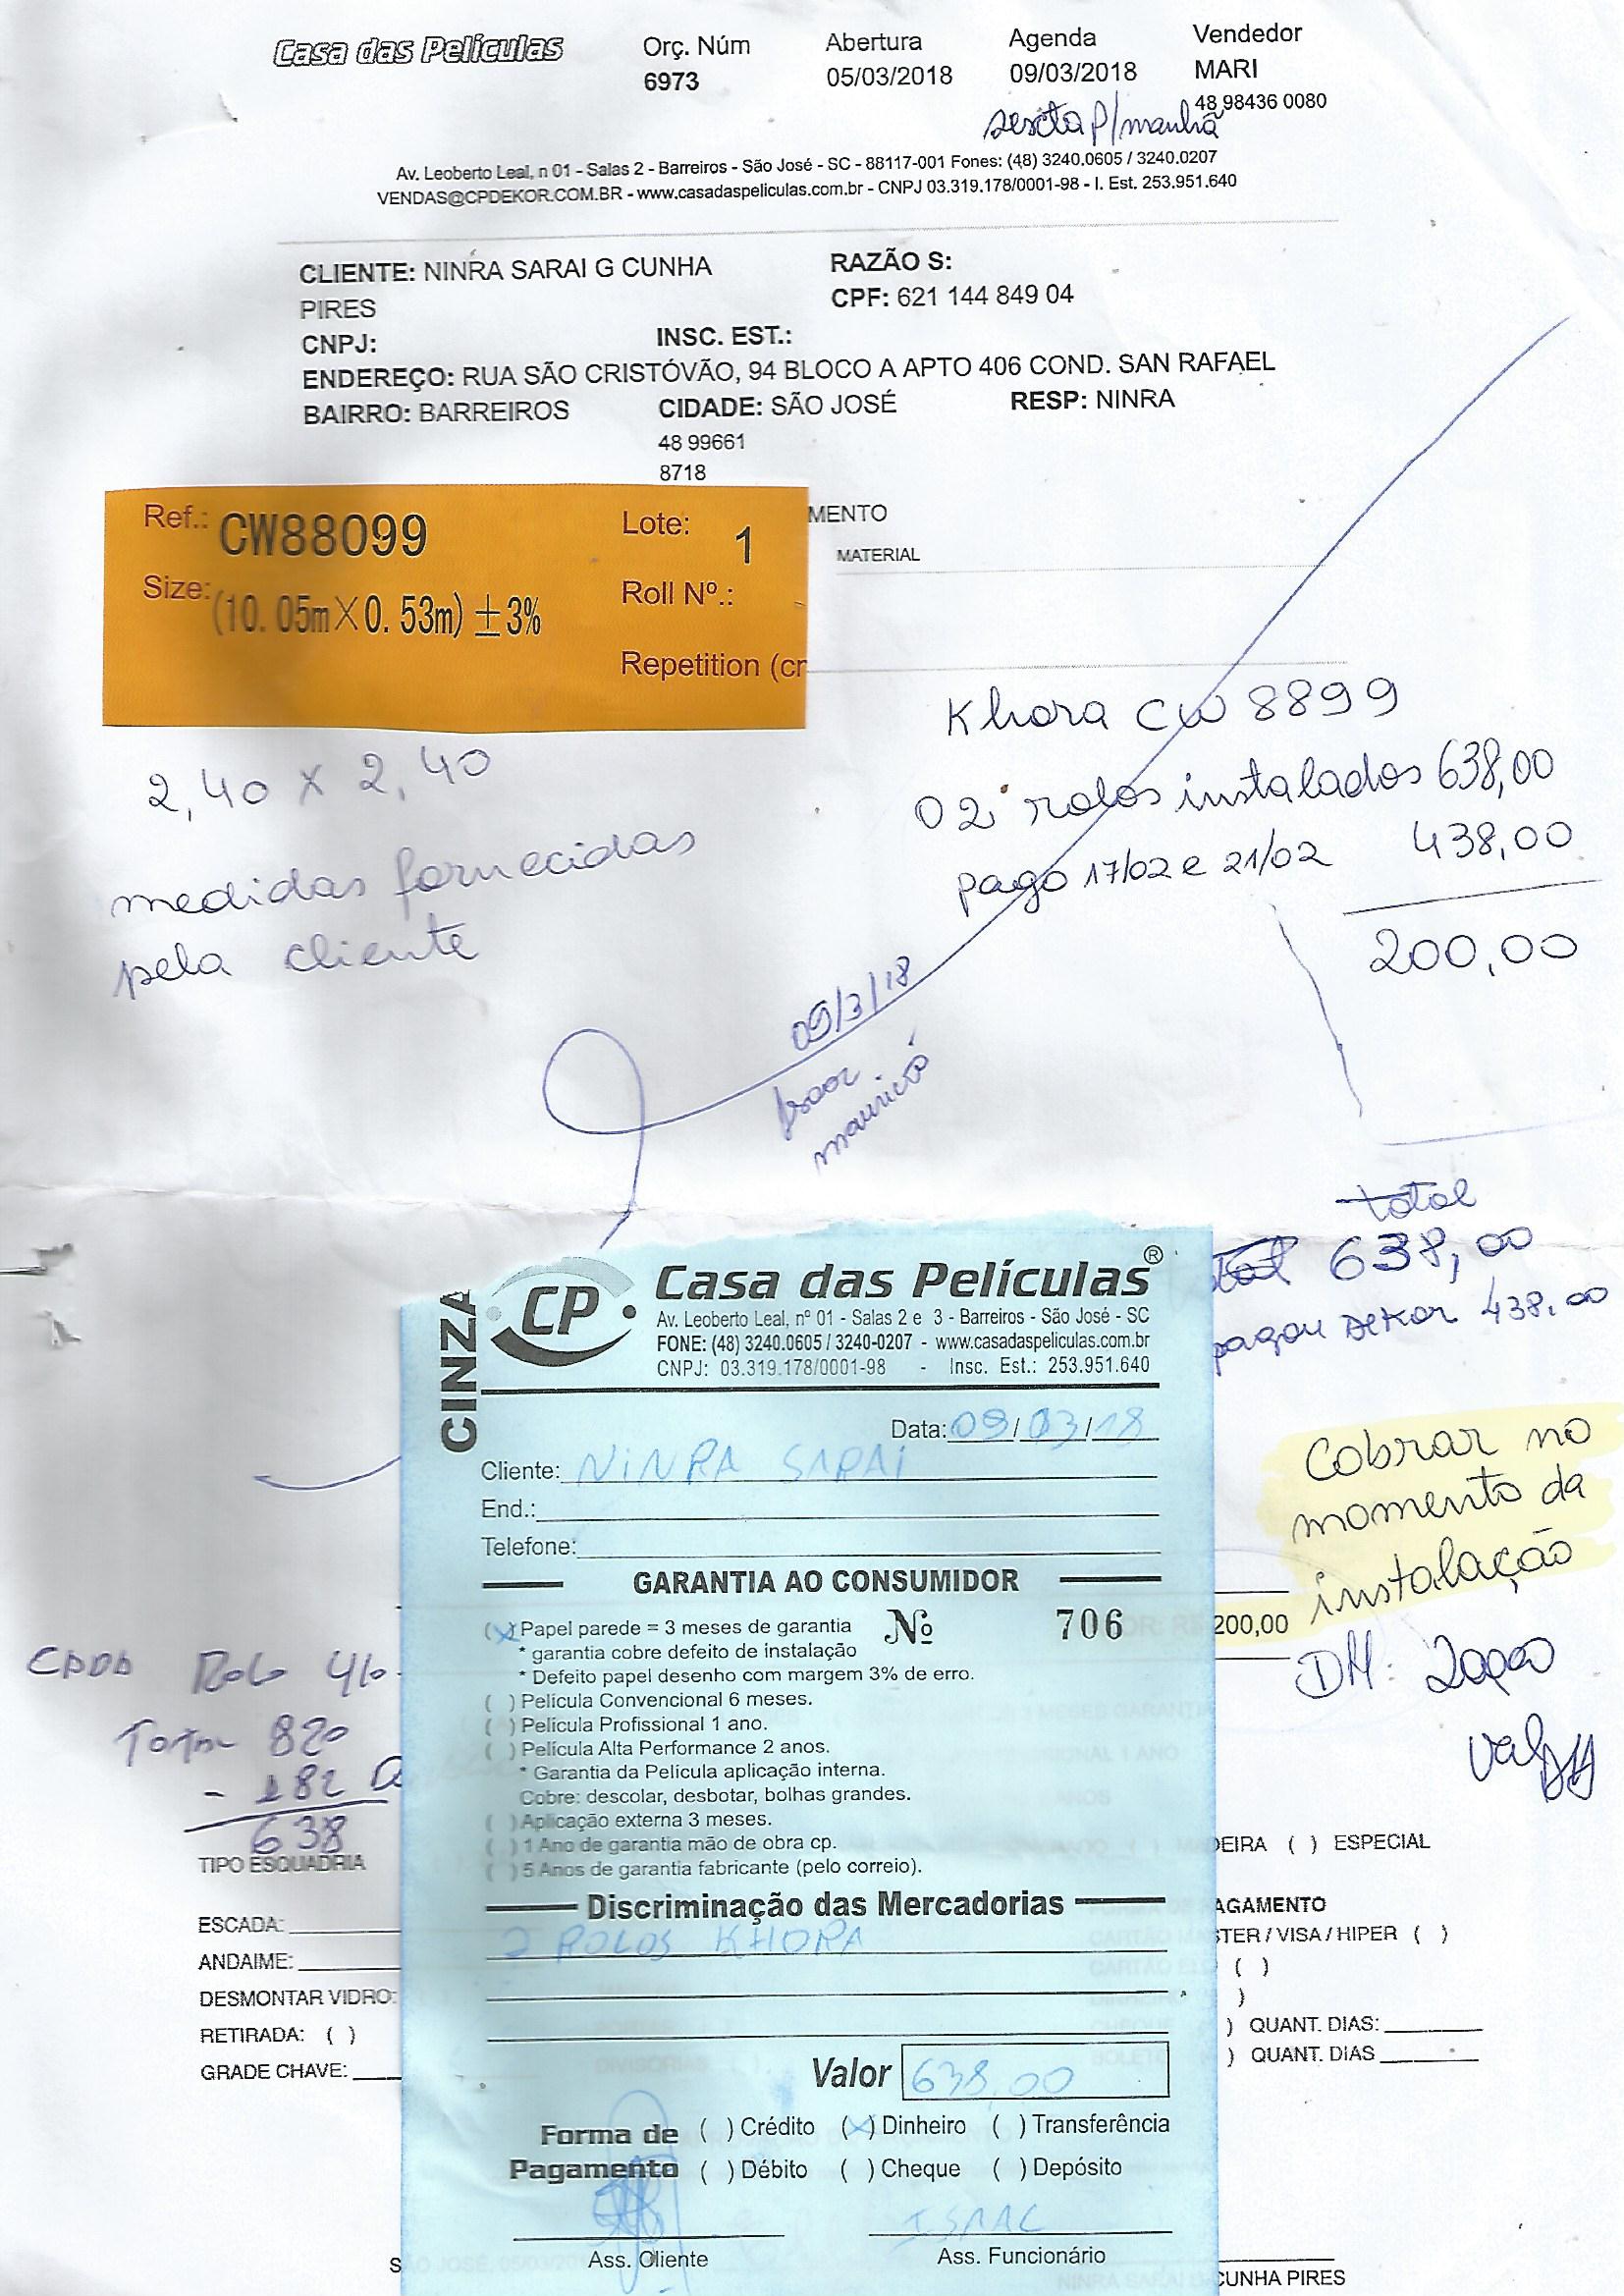 Casa das Películas
Orç. Núm Abertura Agenda Vendedor
6973 05/03/2018 09/03/2018 MARI
48 98436 0080
sexta p/ manhã
Av. Leoberto Leal, n 01 - Salas 2 - Barreiros - São José - SC - 88117-001 Fones: (48) 3240.0605 / 3240.0207
VENDAS@CPDEKOR.COM.BR - www.casadaspeliculas.com.br - CNPJ 03.319.178/0001-98 - I. Est. 253.951.640
CLIENTE: NINRA SARAI G CUNHA RAZÃO S:
PIRES CPF: 621 144 849 04
CNPJ: INSC. EST.:
ENDEREÇO: RUA SÃO CRISTÓVÃO, 94 BLOCO A APTO 406 COND. SAN RAFAEL
BAIRRO: BARREIROS CIDADE: SÃO JOSÉ RESP: NINRA
48 99661
8718
MENTO
MATERIAL
Ref.: CW88099 Lote: 1
Size: (10.05m×0.53m)±3% Roll Nº.:
Repetition (cm
Khora CW 8899
2,40 x 2,40
02 rolos instalados 638,00
pago 17/02 e 21/02 438,00
200,00
medidas fornecidas
pela cliente
09/3/18
mauricio
total
total 638,00
pagou DEKOR 438,00
Cobrar no
momento da
instalação
200,00
DH: 200,00
CADA Rolo 410
Total 820
- 182
638
TIPO ESQUADRIA
ESCADA:
ANDAIME:
DESMONTAR VIDRO:
RETIRADA: ( )
GRADE CHAVE:
CINZA
CP Casa das Películas®
Av. Leoberto Leal, nº 01 - Salas 2 e 3 - Barreiros - São José - SC
FONE: (48) 3240.0605 / 3240-0207 - www.casadaspeliculas.com.br
CNPJ: 03.319.178/0001-98 - Insc. Est.: 253.951.640
Data: 09/03/18
Cliente: NINRA SARAI
End.:
Telefone:
GARANTIA AO CONSUMIDOR
(X) Papel parede = 3 meses de garantia Nº 706
* garantia cobre defeito de instalação
* Defeito papel desenho com margem 3% de erro.
( ) Película Convencional 6 meses.
( ) Película Profissional 1 ano.
( ) Película Alta Performance 2 anos.
* Garantia da Película aplicação interna.
Cobre: descolar, desbotar, bolhas grandes.
( ) Aplicação externa 3 meses.
( ) 1 Ano de garantia mão de obra cp.
( ) 5 Anos de garantia fabricante (pelo correio).
Discriminação das Mercadorias
2 ROLOS KHORA
Valor 638,00
Forma de ( ) Crédito (X) Dinheiro ( ) Transferência
Pagamento ( ) Débito ( ) Cheque ( ) Depósito
ISAAC
Ass. Cliente Ass. Funcionário
DEIRA ( ) ESPECIAL
PAGAMENTO
STER / VISA / HIPER ( )
( )
)
) QUANT. DIAS:
) QUANT. DIAS
CUNHA PIRES